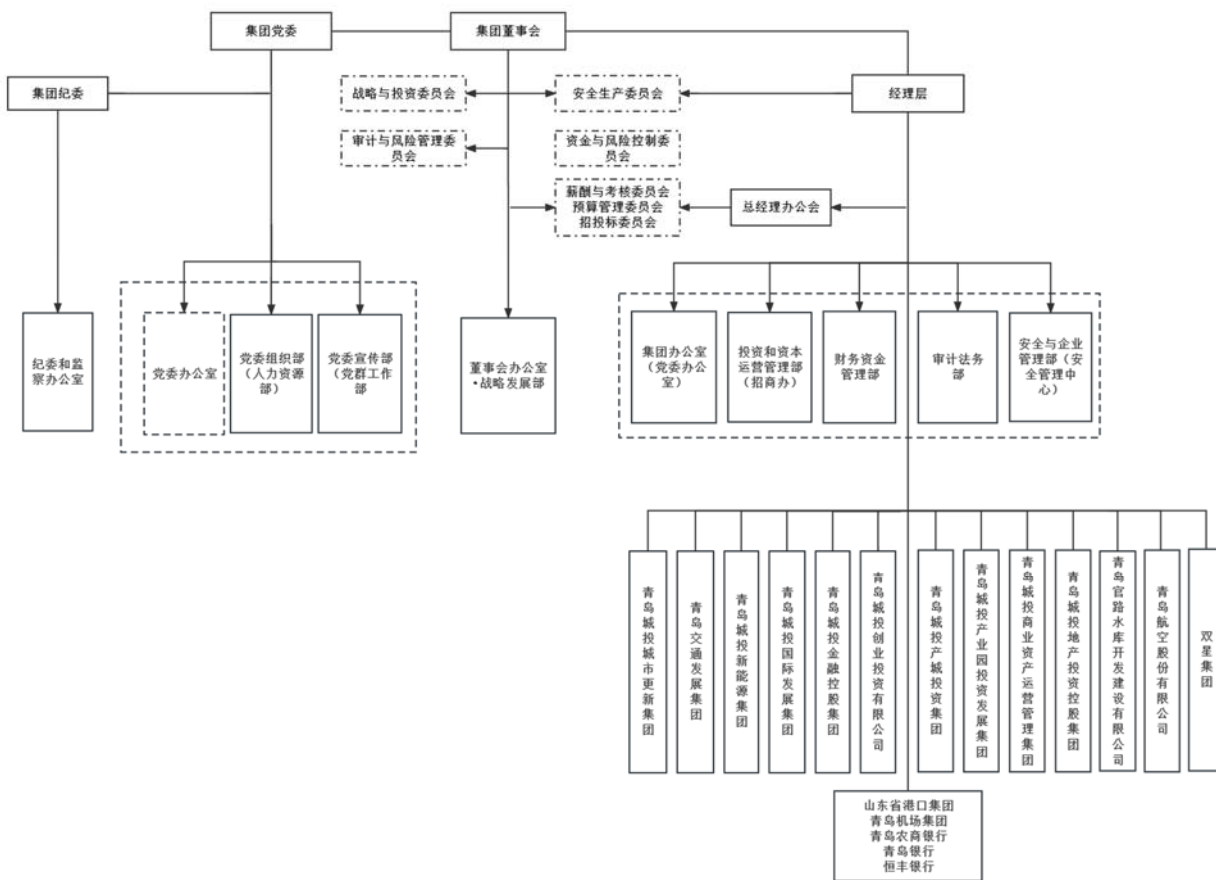 集团党委
集团董事会
集团纪委
战略与投资委员会
安全生产委员会
经理层
审计与风险管理委
员会
资金与风险控制委
员会
薪酬与考核委员会
预算管理委员会
招投标委员会
总经理办公会
纪委和监
察办公室
党委办公室
党委组织部
（人力资源
部）
党委宣传部
（党群工作
部
董事会办公室
•战略发展部
集团办公室
（党委办公
室）
投资和资本
运营管理部
（招商办）
财务资金
管理部
审计法务
部
安全与企业
管理部（安
全管理中
心）
青岛城投城市更新集团
青岛交通发展集团
青岛城投新能源集团
青岛城投国际发展集团
青岛城投金融控股集团
青岛城投创业投资有限公司
青岛城投产城投资集团
青岛城投产业园投资发展集团
青岛城投商业资产运营管理集团
青岛城投地产投资控股集团
青岛官路水库开发建设有限公司
青岛航空股份有限公司
双星集团
山东省港口集团
青岛机场集团
青岛农商银行
青岛银行
恒丰银行